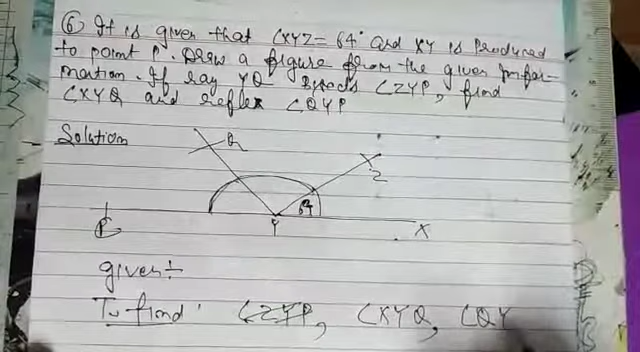 ⑥ It is given that ∠XYZ = 64° and XY is Produced
to point P. Draw a figure from the given Infor-
mation. If ray YQ Bisects ∠ZYP, find
∠XYQ and reflex ∠QYP
Solution
Q
Z
64
P
Y
X
given:-
To find: ∠ZYP, ∠XYQ, ∠QY